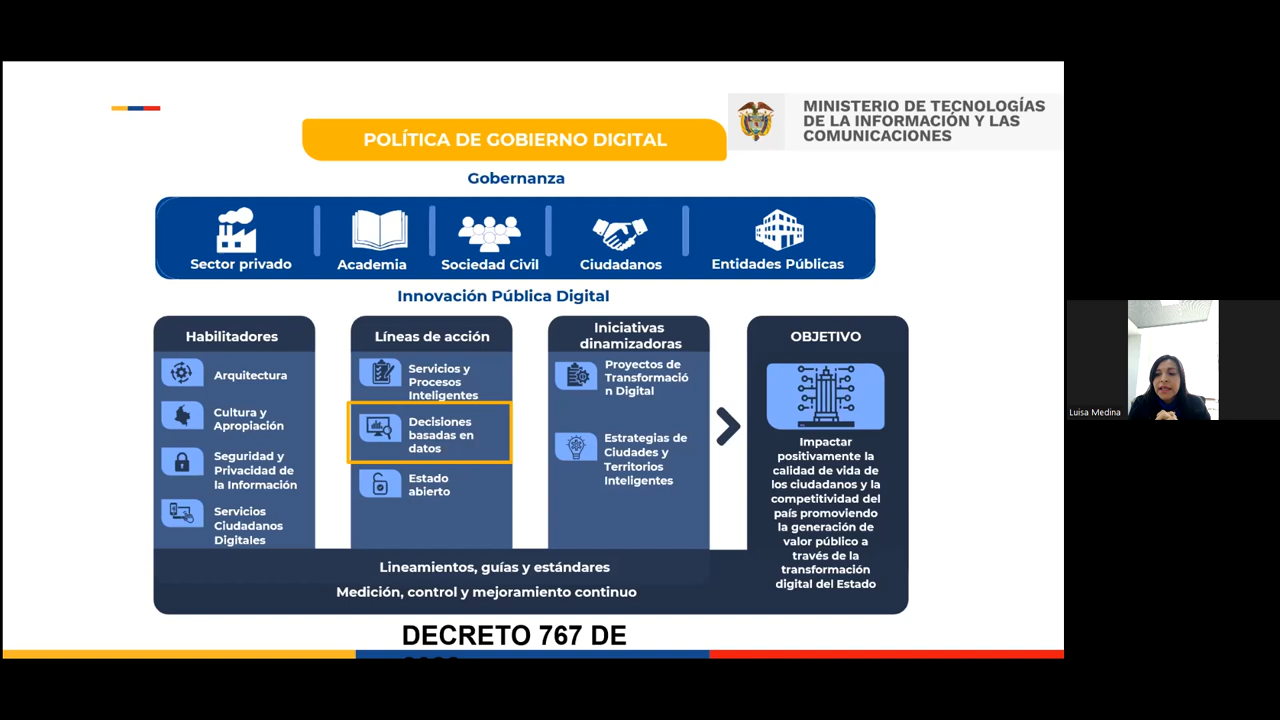 MINISTERIO DE TECNOLOGÍAS
DE LA INFORMACIÓN Y LAS
COMUNICACIONES
POLÍTICA DE GOBIERNO DIGITAL
Gobernanza
Sector privado
Academia
Sociedad Civil
Ciudadanos
Entidades Públicas
Innovación Pública Digital
Habilitadores
Arquitectura
Cultura y
Apropiación
Seguridad y
Privacidad de
la Información
Servicios
Ciudadanos
Digitales
Líneas de acción
Servicios y
Procesos
Inteligentes
Decisiones
basadas en
datos
Estado
abierto
Iniciativas
dinamizadoras
Proyectos de
Transformació
n Digital
Estrategias de
Ciudades y
Territorios
Inteligentes
OBJETIVO
Impactar
positivamente la
calidad de vida de
los ciudadanos y la
competitividad del
país promoviendo
la generación de
valor público a
través de la
transformación
digital del Estado
Lineamientos, guías y estándares
Medición, control y mejoramiento continuo
DECRETO 767 DE
Luisa Medina